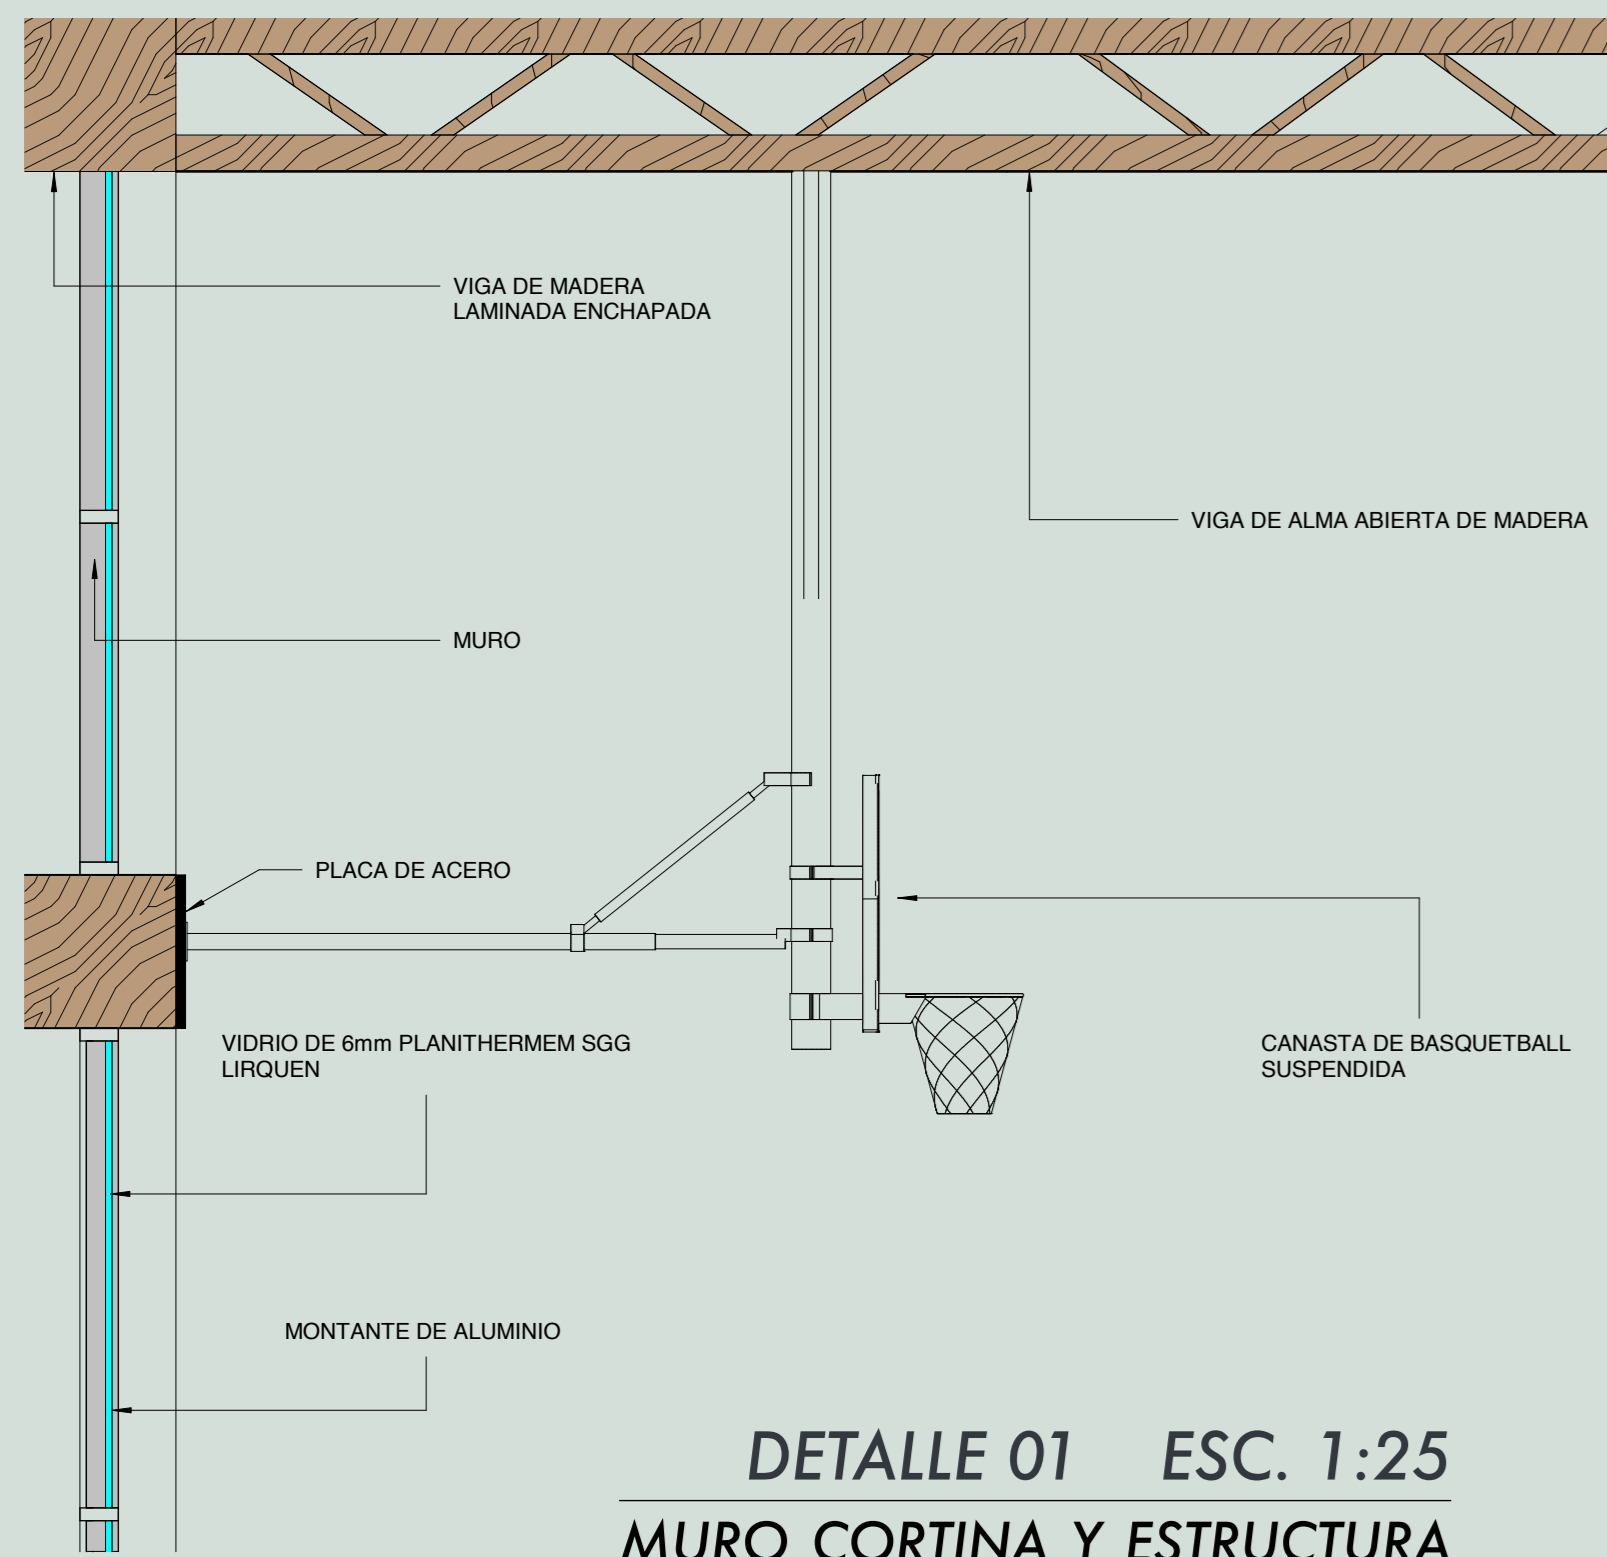 VIGA DE MADERA
LAMINADA ENCHAPADA
VIGA DE ALMA ABIERTA DE MADERA
MURO
PLACA DE ACERO
VIDRIO DE 6mm PLANITHERMEM SGG
LIRQUEN
CANASTA DE BASQUETBALL
SUSPENDIDA
MONTANTE DE ALUMINIO
DETALLE 01 ESC. 1:25
MURO CORTINA Y ESTRUCTURA